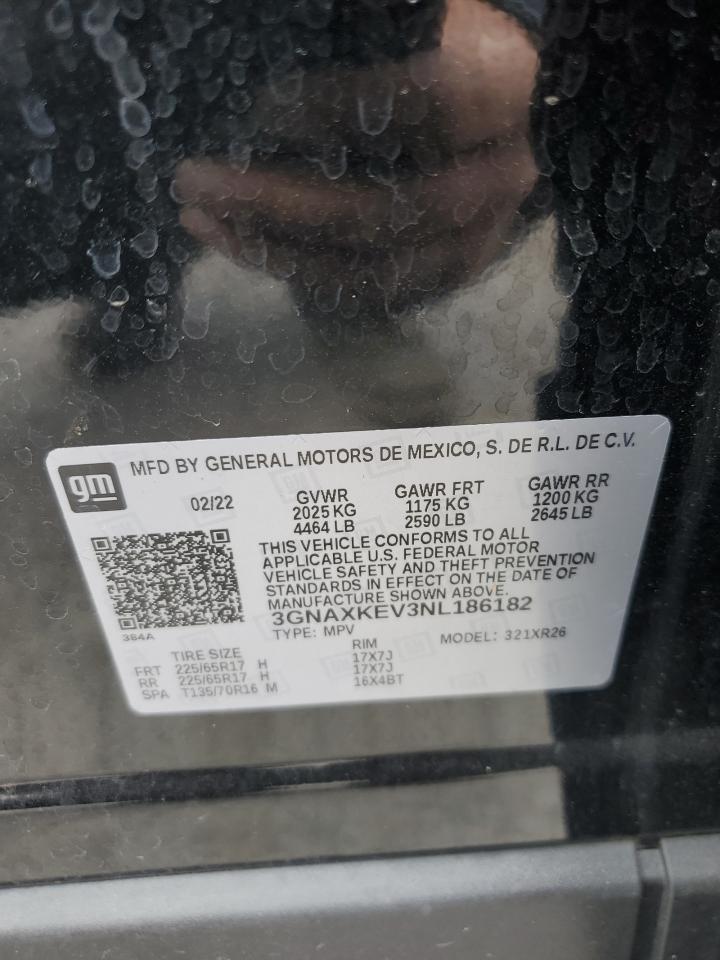 gm
MFD BY GENERAL MOTORS DE MEXICO, S. DE R.L. DE C.V.
02/22
GVWR
2025 KG
4464 LB
GAWR FRT
1175 KG
2590 LB
GAWR RR
1200 KG
2645 LB
THIS VEHICLE CONFORMS TO ALL
APPLICABLE U.S. FEDERAL MOTOR
VEHICLE SAFETY AND THEFT PREVENTION
STANDARDS IN EFFECT ON THE DATE OF
MANUFACTURE SHOWN ABOVE.
384A
3GNAXKEV3NL186182
TYPE: MPV
MODEL: 321XR26
TIRE SIZE
RIM
FRT 225/65R17 H 17X7J
RR 225/65R17 H 17X7J
SPA T135/70R16 M 16X4BT